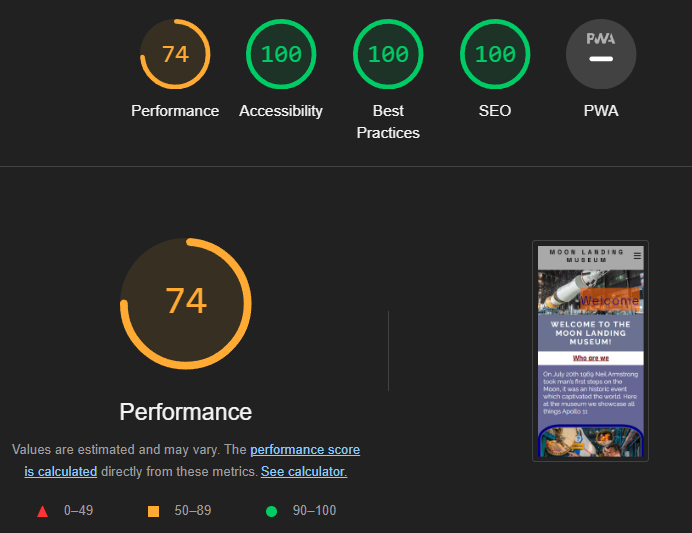 74
100
100
100
PWA
Performance
Accessibility
Best
Practices
SEO
PWA
74
Performance
Values are estimated and may vary. The performance score
is calculated directly from these metrics. See calculator.
0–49
50–89
90–100
MOON LANDING
MUSEUM
Welcome
WELCOME TO THE
MOON LANDING
MUSEUM!
Who are we
On July 20th 1969 Neil Armstrong
took man's first steps on the
Moon, it was an historic event
which captivated the world. Here
at the museum we showcase all
things Apollo 11